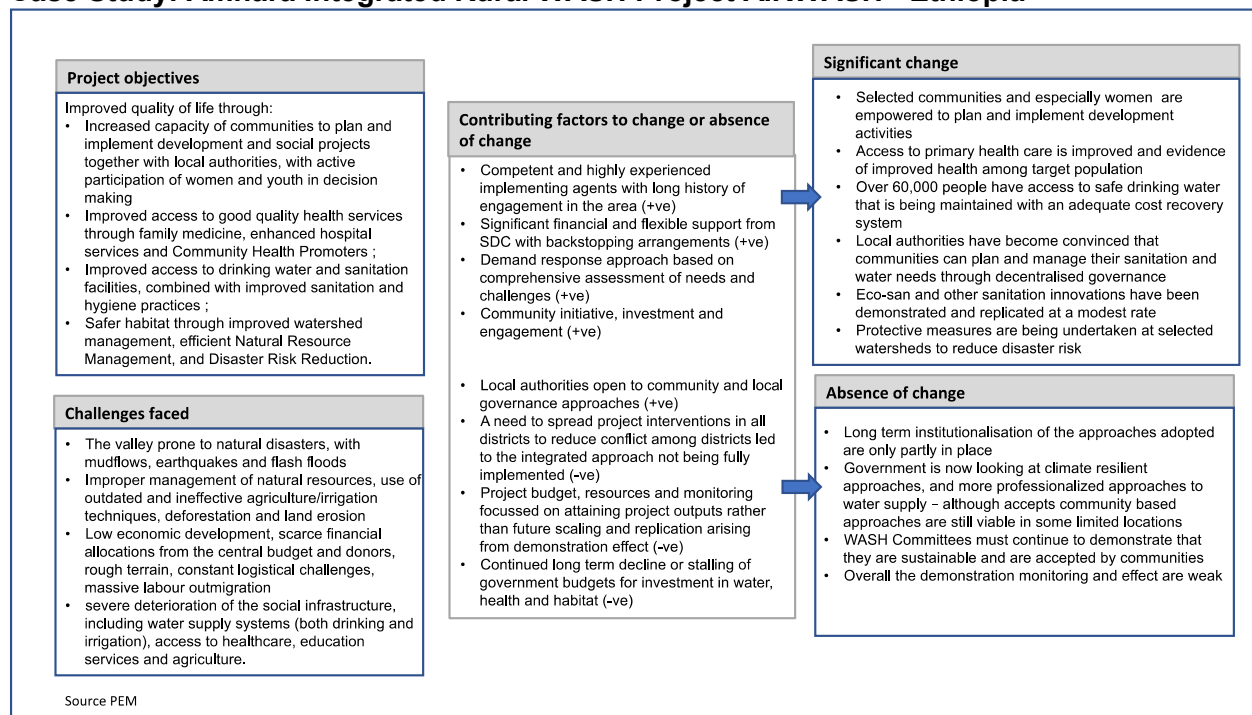 Case Study: Amhara Integrated Rural WASH Project AIRWASH - Ethiopia
Project objectives
Improved quality of life through:
• Increased capacity of communities to plan and
implement development and social projects
together with local authorities, with active
participation of women and youth in decision
making
• Improved access to good quality health services
through family medicine, enhanced hospital
services and Community Health Promoters ;
• Improved access to drinking water and sanitation
facilities, combined with improved sanitation and
hygiene practices ;
• Safer habitat through improved watershed
management, efficient Natural Resource
Management, and Disaster Risk Reduction.
Challenges faced
• The valley prone to natural disasters, with
mudflows, earthquakes and flash floods
• Improper management of natural resources, use of
outdated and ineffective agriculture/irrigation
techniques, deforestation and land erosion
• Low economic development, scarce financial
allocations from the central budget and donors,
rough terrain, constant logistical challenges,
massive labour outmigration
• severe deterioration of the social infrastructure,
including water supply systems (both drinking and
irrigation), access to healthcare, education
services and agriculture.
Source PEM
Contributing factors to change or absence
of change
• Competent and highly experienced
implementing agents with long history of
engagement in the area (+ve)
• Significant financial and flexible support from
SDC with backstopping arrangements (+ve)
• Demand response approach based on
comprehensive assessment of needs and
challenges (+ve)
• Community initiative, investment and
engagement (+ve)
• Local authorities open to community and local
governance approaches (+ve)
• A need to spread project interventions in all
districts to reduce conflict among districts led
to the integrated approach not being fully
implemented (-ve)
• Project budget, resources and monitoring
focussed on attaining project outputs rather
than future scaling and replication arising
from demonstration effect (-ve)
• Continued long term decline or stalling of
government budgets for investment in water,
health and habitat (-ve)
Significant change
• Selected communities and especially women are
empowered to plan and implement development
activities
• Access to primary health care is improved and evidence
of improved health among target population
• Over 60,000 people have access to safe drinking water
that is being maintained with an adequate cost recovery
system
• Local authorities have become convinced that
communities can plan and manage their sanitation and
water needs through decentralised governance
• Eco-san and other sanitation innovations have been
demonstrated and replicated at a modest rate
• Protective measures are being undertaken at selected
watersheds to reduce disaster risk
Absence of change
• Long term institutionalisation of the approaches adopted
are only partly in place
• Government is now looking at climate resilient
approaches, and more professionalized approaches to
water supply – although accepts community based
approaches are still viable in some limited locations
• WASH Committees must continue to demonstrate that
they are sustainable and are accepted by communities
• Overall the demonstration monitoring and effect are weak